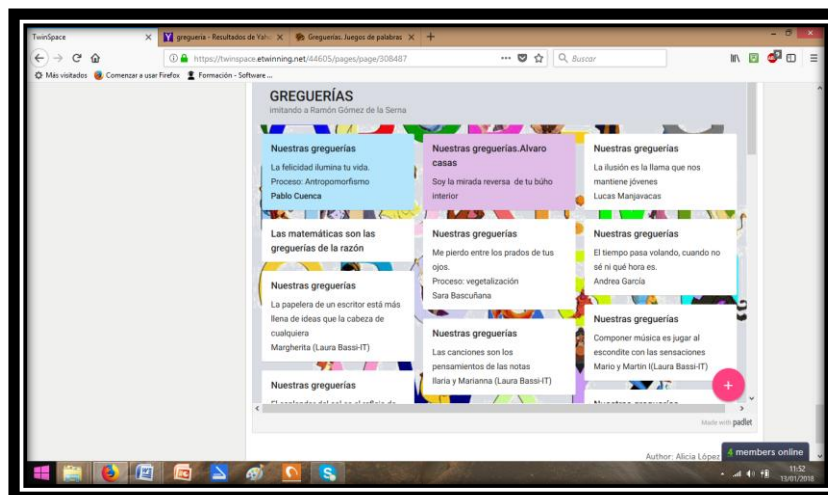 TwinSpace
greguería - Resultados de Yaho
Greguerías. Juegos de palabras
https://twinspace.etwinning.net/44605/pages/page/308487
Buscar
Más visitados Comenzar a usar Firefox Formación - Software ...
GREGUERÍAS
imitando a Ramón Gómez de la Serna
Nuestras greguerías
La felicidad ilumina tu vida.
Proceso: Antropomorfismo
Pablo Cuenca
Las matemáticas son las
greguerías de la razón
Nuestras greguerías
La papelera de un escritor está más
llena de ideas que la cabeza de
cualquiera
Margherita (Laura Bassi-IT)
Nuestras greguerías
Nuestras greguerías.Alvaro
casas
Soy la mirada reversa de tu búho
interior
Nuestras greguerías
Me pierdo entre los prados de tus
ojos.
Proceso: vegetalización
Sara Bascuñana
Nuestras greguerías
Las canciones son los
pensamientos de las notas
Ilaria y Marianna (Laura Bassi-IT)
Nuestras greguerías
La ilusión es la llama que nos
mantiene jóvenes
Lucas Manjavacas
Nuestras greguerías
El tiempo pasa volando, cuando no
sé ni qué hora es.
Andrea García
Nuestras greguerías
Componer música es jugar al
escondite con las sensaciones
Mario y Martin I(Laura Bassi-IT)
Nuestras greguerías
Made with padlet
Author: Alicia López
4 members online
11:52
13/01/2018